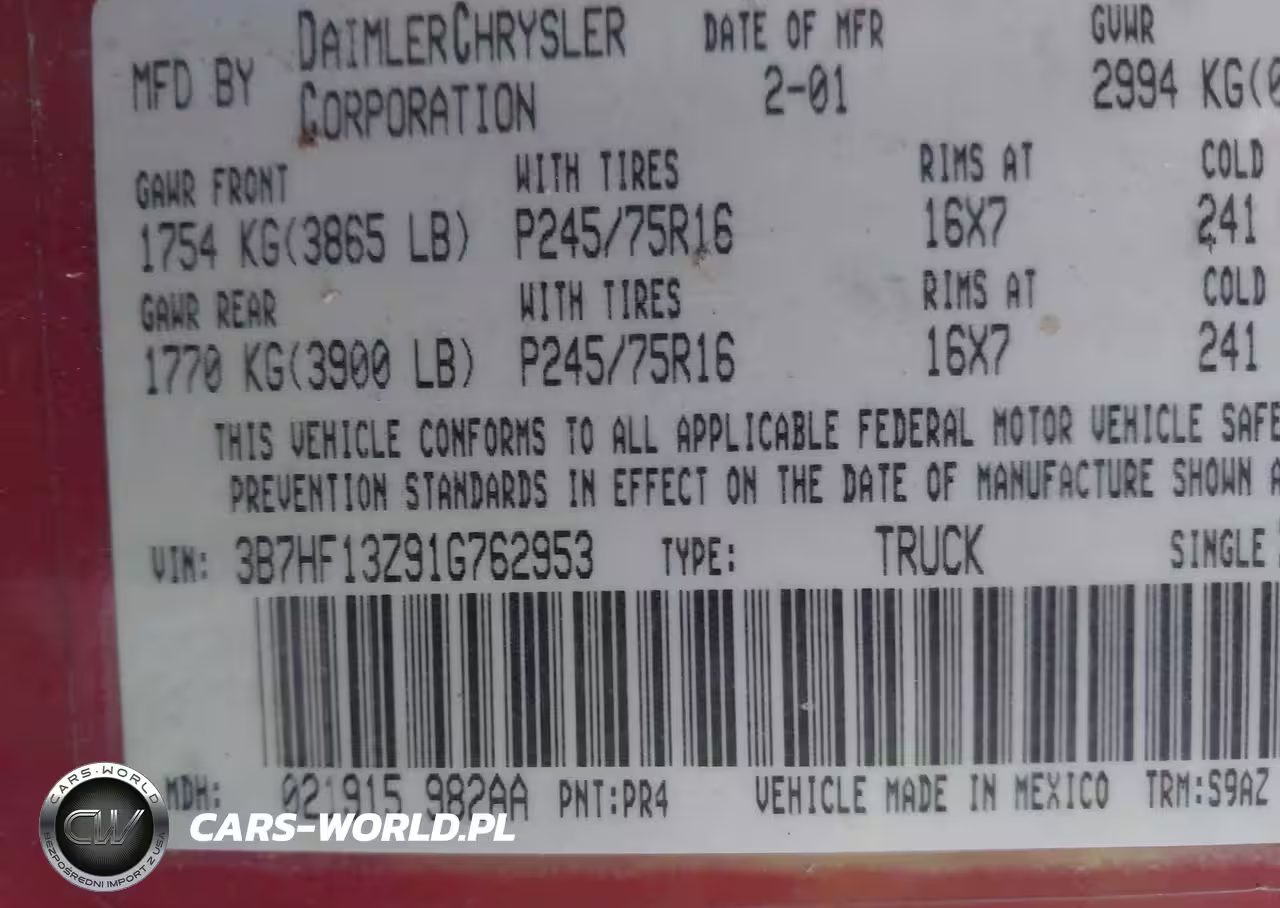 MFD BY DAIMLERCHRYSLER CORPORATION
DATE OF MFR
2-01
GVWR
2994 KG(
GAWR FRONT WITH TIRES RIMS AT COLD
1754 KG(3865 LB) P245/75R16 16X7 241
GAWR REAR WITH TIRES RIMS AT COLD
1770 KG(3900 LB) P245/75R16 16X7 241
THIS VEHICLE CONFORMS TO ALL APPLICABLE FEDERAL MOTOR VEHICLE SAFE
PREVENTION STANDARDS IN EFFECT ON THE DATE OF MANUFACTURE SHOWN A
VIN: 3B7HF13Z91G762953 TYPE: TRUCK SINGLE
MDH: 021915 982AA PNT:PR4 VEHICLE MADE IN MEXICO TRM:S9AZ
CARS-WORLD
CW
BEZPOŚREDNI IMPORT Z USA
CARS-WORLD.PL